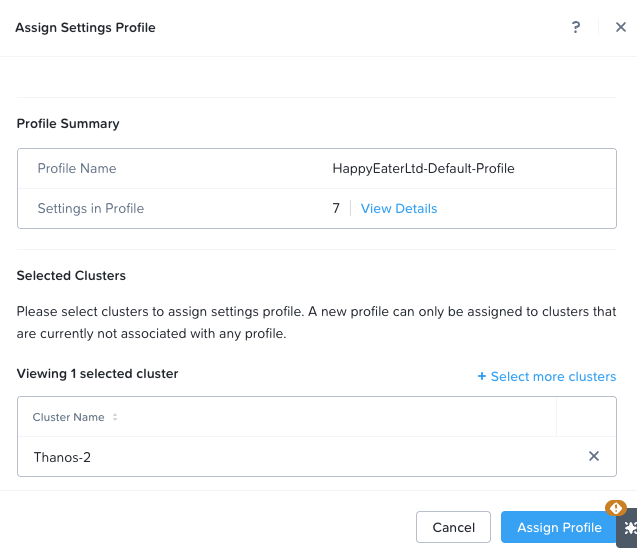 Assign Settings Profile
?
Profile Summary
Profile Name HappyEaterLtd-Default-Profile
Settings in Profile 7 View Details
Selected Clusters
Please select clusters to assign settings profile. A new profile can only be assigned to clusters that
are currently not associated with any profile.
Viewing 1 selected cluster + Select more clusters
Cluster Name
Thanos-2
Cancel Assign Profile